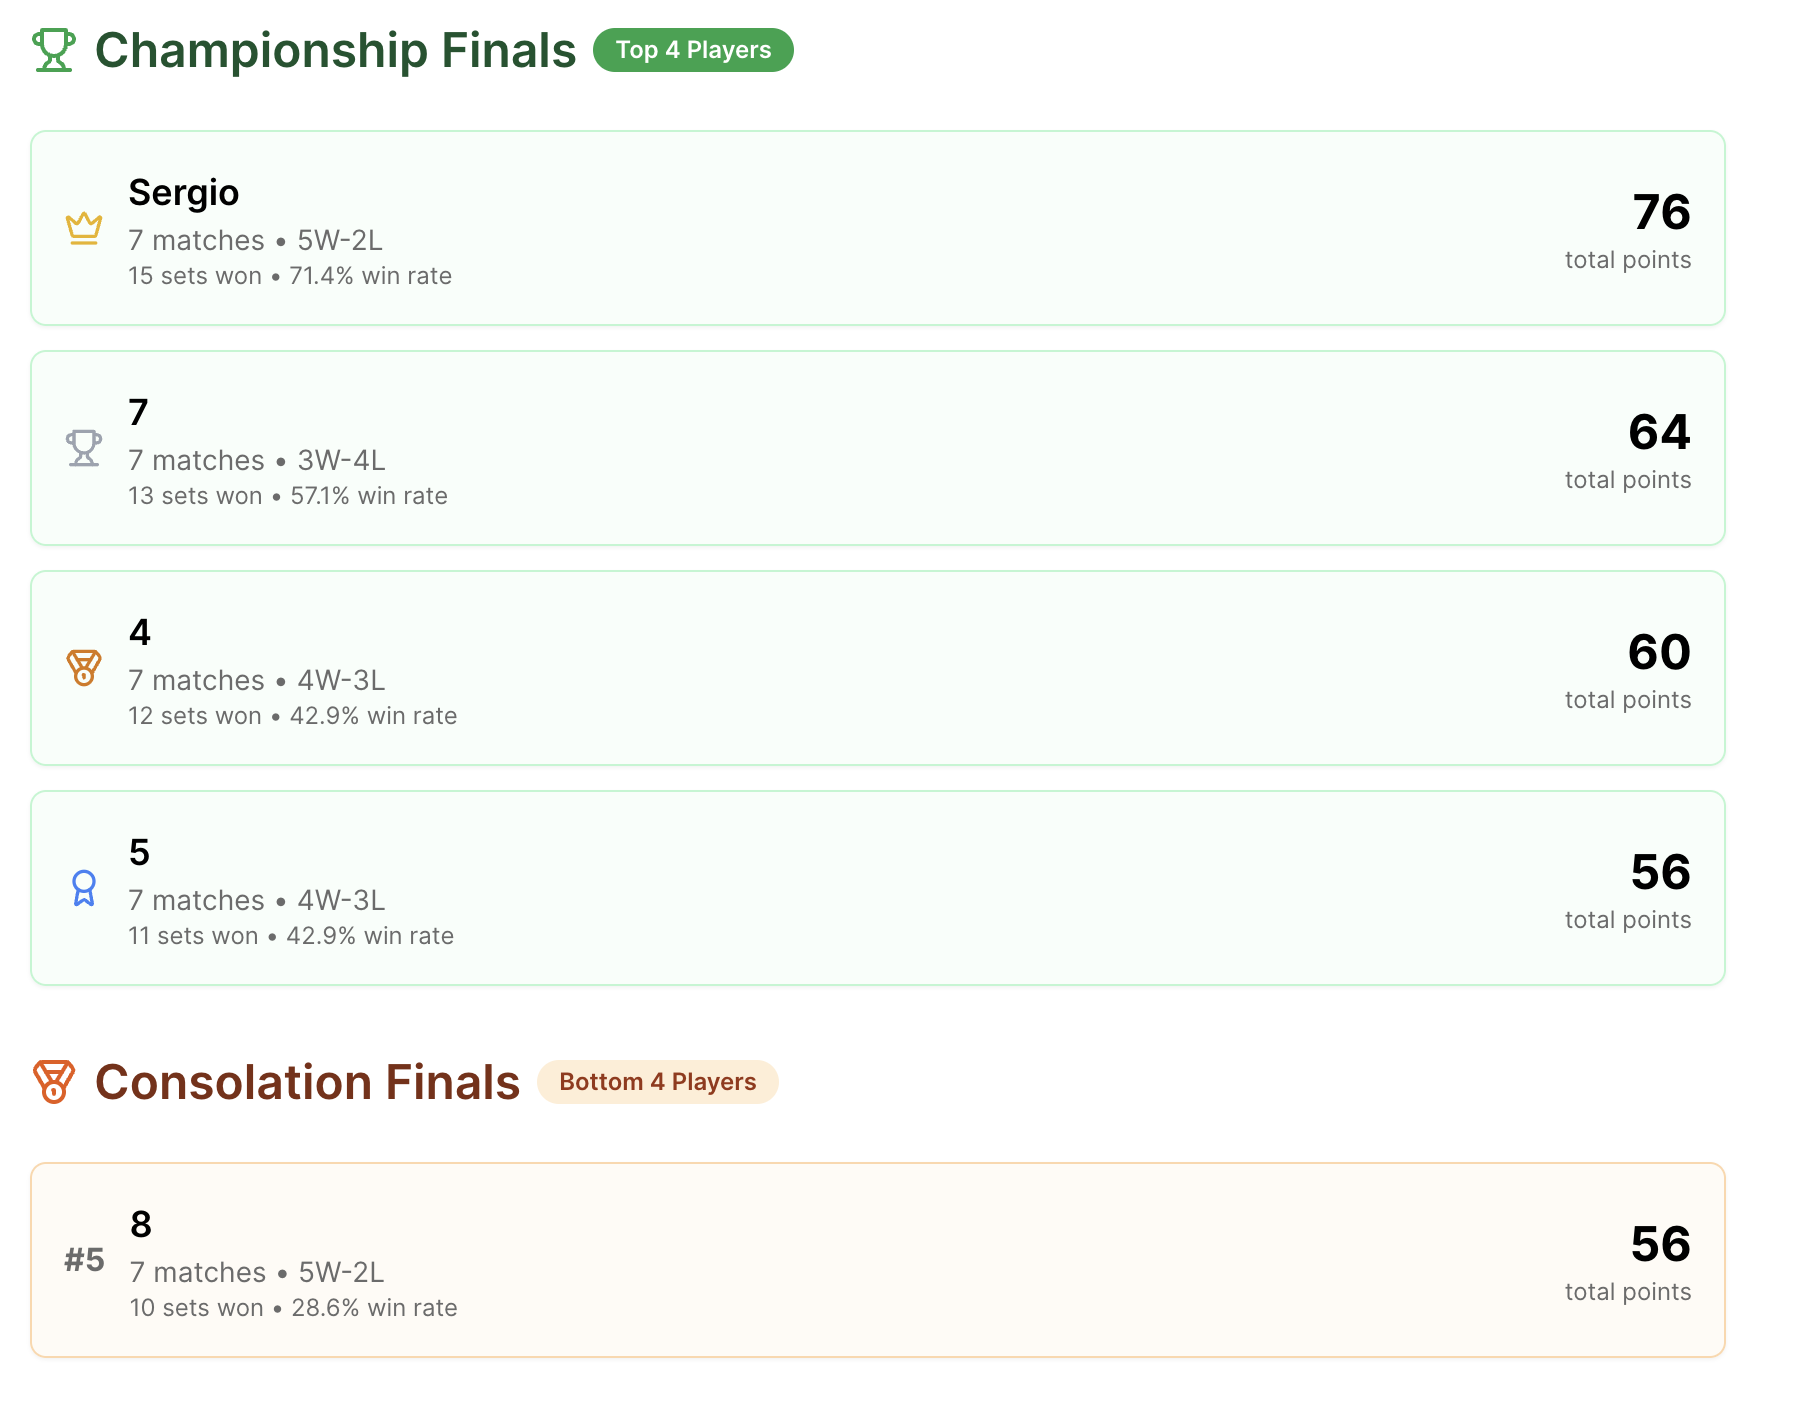 Championship Finals Top 4 Players
Sergio
7 matches • 5W-2L
15 sets won • 71.4% win rate
76
total points
7
7 matches • 3W-4L
13 sets won • 57.1% win rate
64
total points
4
7 matches • 4W-3L
12 sets won • 42.9% win rate
60
total points
5
7 matches • 4W-3L
11 sets won • 42.9% win rate
56
total points
Consolation Finals Bottom 4 Players
#5
8
7 matches • 5W-2L
10 sets won • 28.6% win rate
56
total points